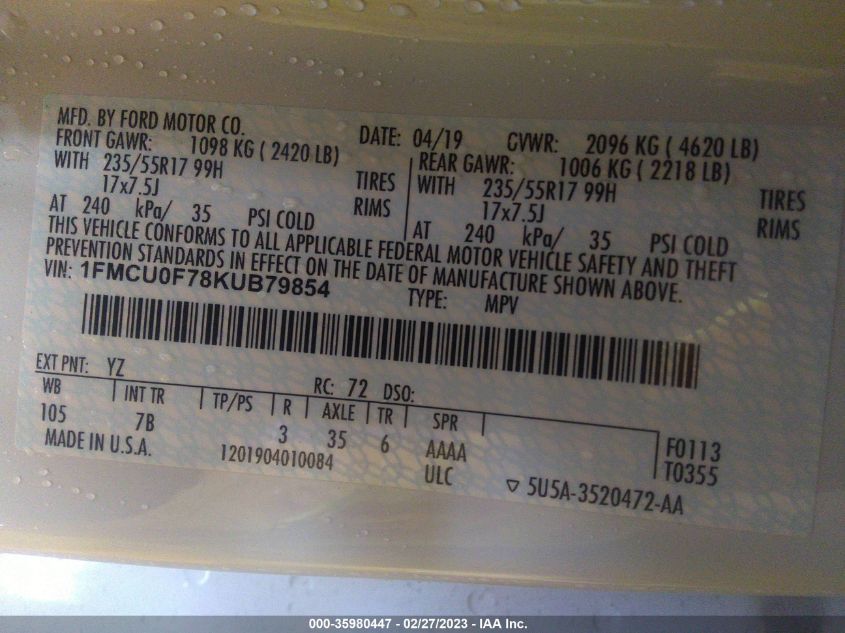 MFD. BY FORD MOTOR CO.
DATE: 04/19 GVWR: 2096 KG ( 4620 LB)
FRONT GAWR: 1098 KG ( 2420 LB)
WITH 235/55R17 99H TIRES
17x7.5J RIMS
AT 240 kPa/ 35 PSI COLD
REAR GAWR: 1006 KG ( 2218 LB)
WITH 235/55R17 99H TIRES
17x7.5J RIMS
AT 240 kPa/ 35 PSI COLD
THIS VEHICLE CONFORMS TO ALL APPLICABLE FEDERAL MOTOR VEHICLE SAFETY AND THEFT
PREVENTION STANDARDS IN EFFECT ON THE DATE OF MANUFACTURE SHOWN ABOVE.
VIN: 1FMCU0F78KUB79854
TYPE: MPV
EXT PNT: YZ RC: 72 DSO:
WB INT TR TP/PS R AXLE TR SPR
105 7B 3 35 6 AAAA F0113
MADE IN U.S.A. 1201904010084 ULC T0355
▽ 5U5A-3520472-AA
000-35980447 - 02/27/2023 - IAA Inc.